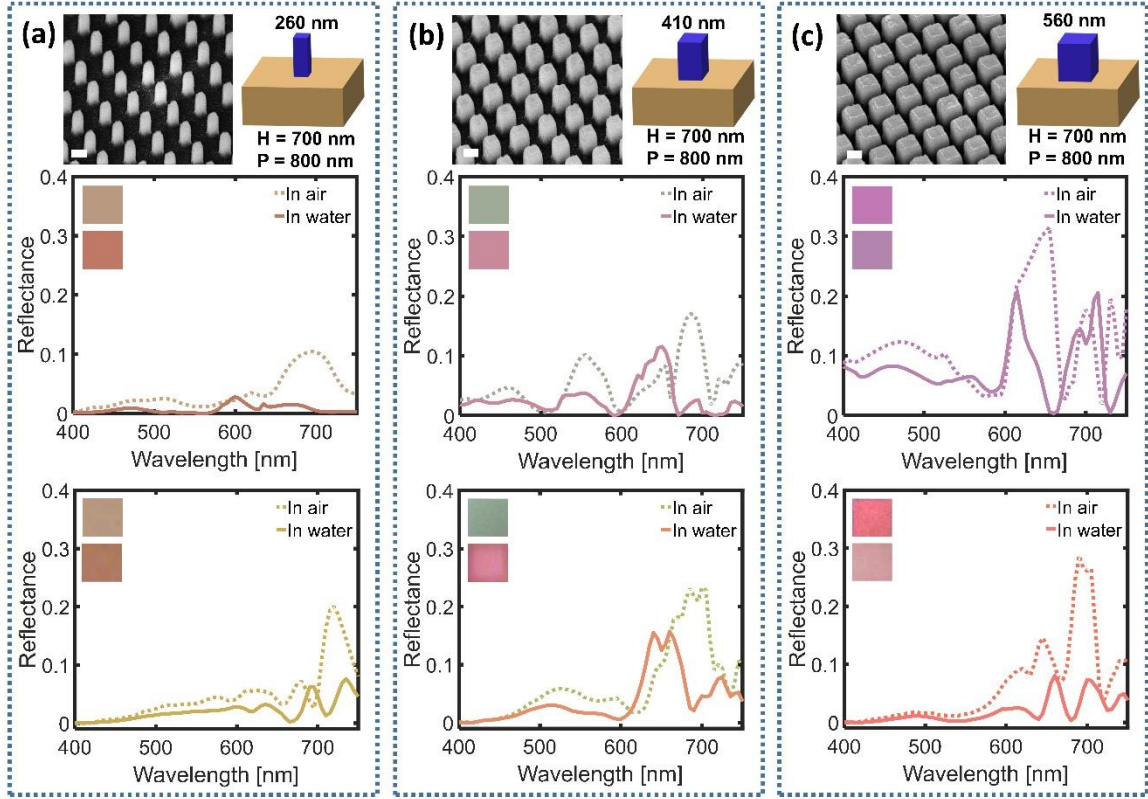 (a)
260 nm
H = 700 nm
P = 800 nm
0.4
0.3
0.2
0.1
0
Reflectance
In air
In water
400
500
600
700
Wavelength [nm]
0.4
0.3
0.2
0.1
0
Reflectance
In air
In water
400
500
600
700
Wavelength [nm]
(b)
410 nm
H = 700 nm
P = 800 nm
0.4
0.3
0.2
0.1
0
Reflectance
In air
In water
400
500
600
700
Wavelength [nm]
0.4
0.3
0.2
0.1
0
Reflectance
In air
In water
400
500
600
700
Wavelength [nm]
(c)
560 nm
H = 700 nm
P = 800 nm
0.4
0.3
0.2
0.1
0
Reflectance
In air
In water
400
500
600
700
Wavelength [nm]
0.4
0.3
0.2
0.1
0
Reflectance
In air
In water
400
500
600
700
Wavelength [nm]